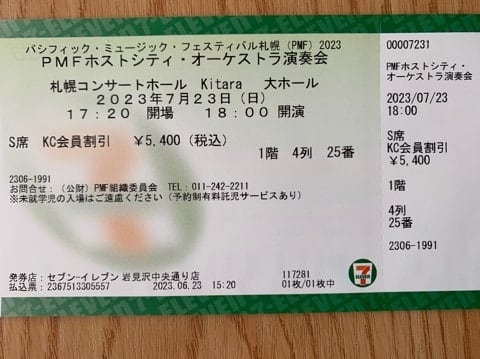 パシフィック・ミュージック・フェスティバル札幌(PMF)2023
PMFホストシティ・オーケストラ演奏会
札幌コンサートホール Kitara 大ホール
2023年7月23日(日)
17:20 開場 18:00 開演
S席 KC会員割引 ¥5,400(税込)
1階 4列 25番
2306-1991
お問合せ:(公財)PMF組織委員会 TEL:011-242-2211
※未就学児の入場はご遠慮ください(予約制有料託児サービスあり)
発券店:セブン-イレブン 岩見沢中央通り店
払込票:2367513305557 2023.06.23 15:20
117281
01枚/01枚中
7
ELEVEN
00007231
PMFホストシティ・
オーケストラ演奏会
2023/07/23
18:00
S席
KC会員割引
¥5,400
1階
4列
25番
2306-1991